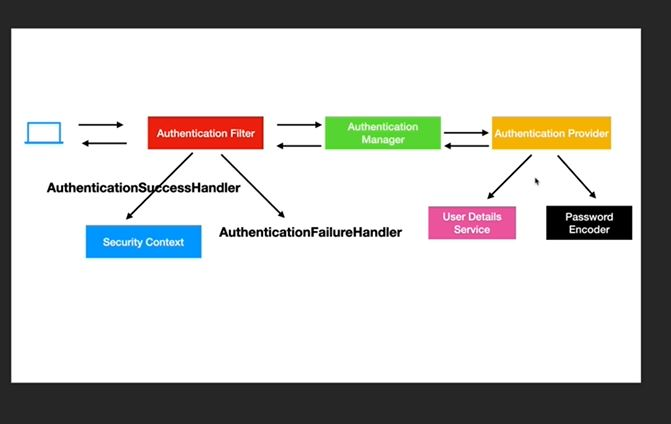 Authentication Filter
Authentication
Manager
Authentication Provider
AuthenticationSuccessHandler
Security Context
AuthenticationFailureHandler
User Details
Service
Password
Encoder